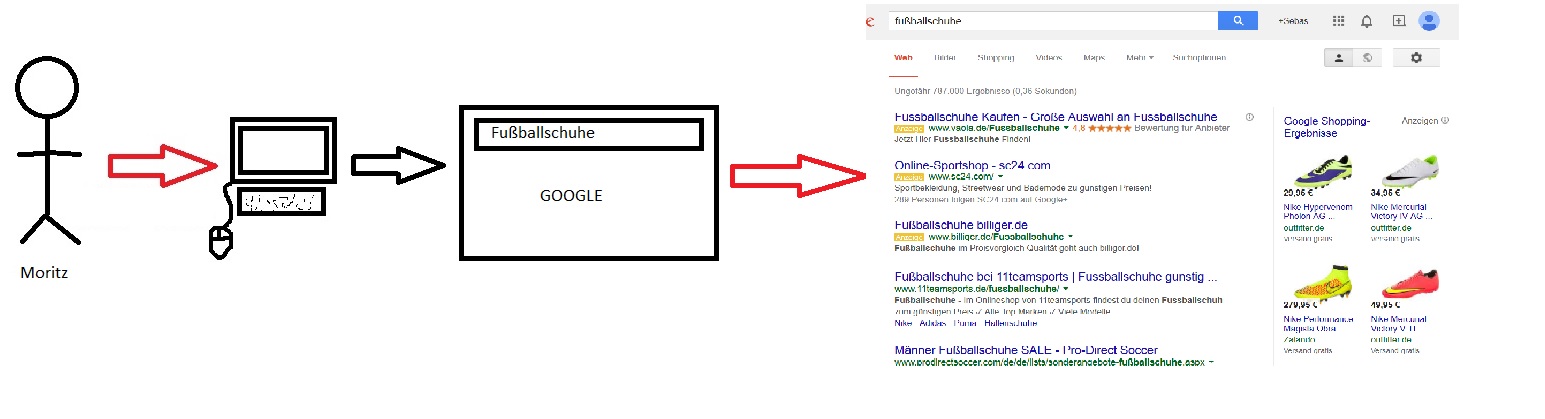 Moritz
Fußballschuhe
GOOGLE
e fußballschuhe
+Gebas
Web Bilder Shopping Videos Maps Mehr Suchoptionen
Ungefähr 787.000 Ergebnisse (0,36 Sekunden)
Fussballschuhe Kaufen - Große Auswahl an Fussballschuhe
Anzeige www.vaola.de/Fussballschuhe 4,8 ★★★★★ Bewertung für Anbieter
Jetzt Hier Fussballschuhe Finden!
Online-Sportshop - sc24.com
Anzeige www.sc24.com/
Sportbekleidung, Streetwear und Bademode zu günstigen Preisen!
289 Personen folgen SC24.com auf Google+
Fußballschuhe billiger.de
Anzeige www.billiger.de/Fussballschuhe
Fußballschuhe im Preisvergleich Qualität geht auch billiger.de!
Fußballschuhe bei 11teamsports | Fussballschuhe günstig ...
www.11teamsports.de/fussballschuhe/
Fußballschuhe - Im Onlineshop von 11teamsports findest du deinen Fussballschuh
zum günstigen Preis ✓ Alle Top Marken ✓ Viele Modelle
Nike Adidas Puma Hallenschuhe
Männer Fußballschuhe SALE - Pro-Direct Soccer
www.prodirectsoccer.com/de/de/lists/sonderangebote-fußballschuhe.aspx
Google Shopping-
Ergebnisse
Anzeigen
29,95 €
Nike Hypervenom
Phelon AG ...
outfitter.de
Versand gratis
34,95 €
Nike Mercurial
Victory IV AG ...
outfitter.de
Versand gratis
279,95 €
Nike Performance
Magista Obra
Zalando
Versand gratis
49,95 €
Nike Mercurial
outfitter.de
Versand gratis